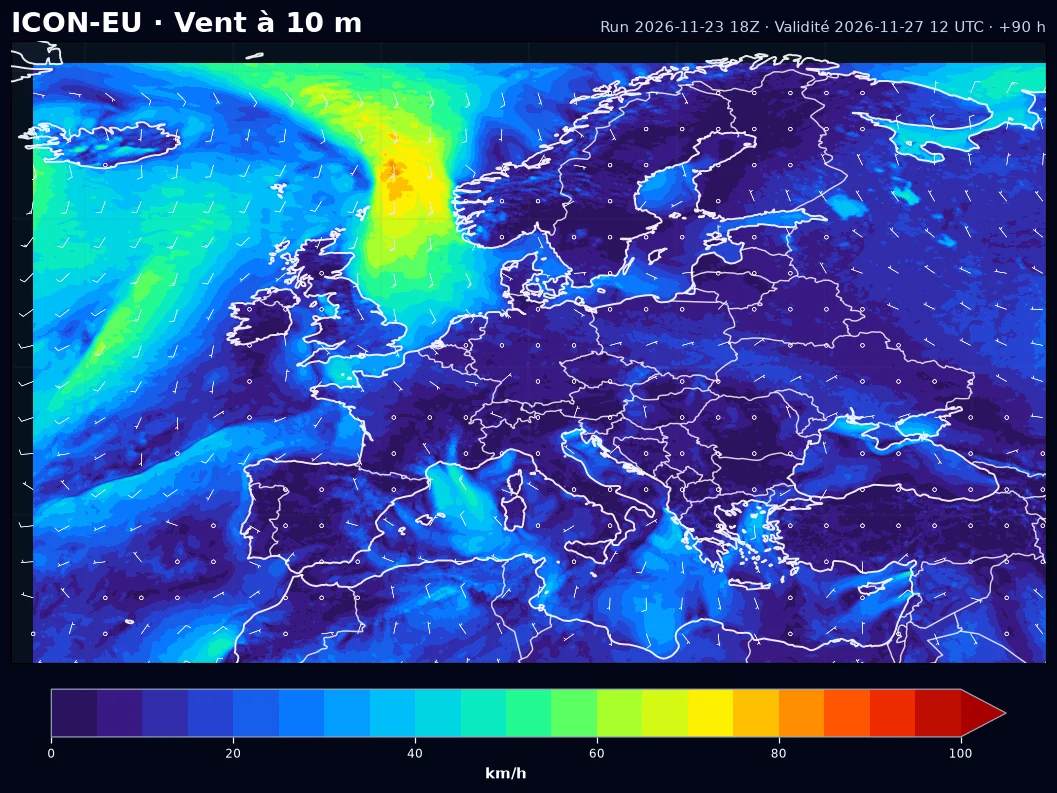 ICON-EU · Vent à 10 m
Run 2026-11-23 18Z · Validité 2026-11-27 12 UTC · +90 h
0 20 40 60 80 100
km/h